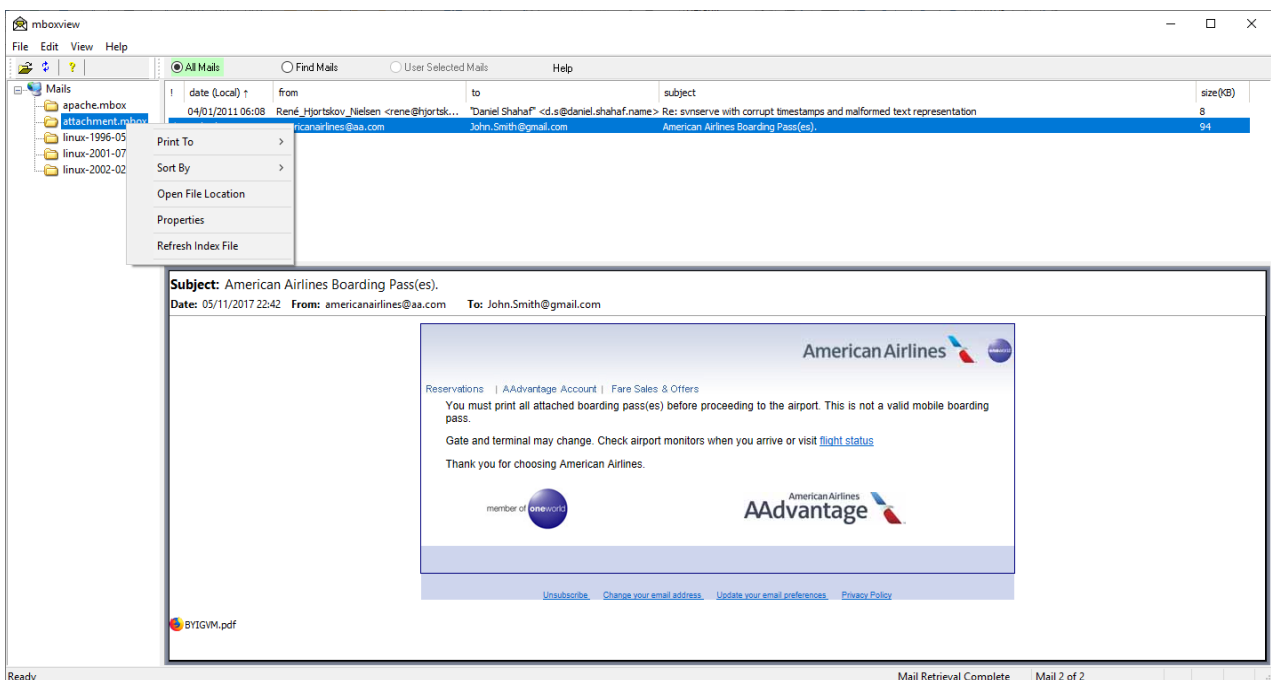 mboxview
File Edit View Help
All Mails Find Mails User Selected Mails Help
Mails
apache.mbox
attachment.mbox
linux-1996-05
linux-2001-07
linux-2002-02
! date (Local) ↑ from to subject size(KB)
04/01/2011 06:08 René_Hjortskov_Nielsen <rene@hjortsk... "Daniel Shahaf" <d.s@daniel.shahaf.name> Re: svnserve with corrupt timestamps and malformed text representation 8
ricanairlines@aa.com John.Smith@gmail.com American Airlines Boarding Pass(es). 94
Print To >
Sort By >
Open File Location
Properties
Refresh Index File
Subject: American Airlines Boarding Pass(es).
Date: 05/11/2017 22:42 From: americanairlines@aa.com To: John.Smith@gmail.com
American Airlines oneworld
Reservations | AAdvantage Account | Fare Sales & Offers
You must print all attached boarding pass(es) before proceeding to the airport. This is not a valid mobile boarding
pass.
Gate and terminal may change. Check airport monitors when you arrive or visit flight status
Thank you for choosing American Airlines.
member of oneworld
American Airlines
AAdvantage
Unsubscribe Change your email address Update your email preferences Privacy Policy
BYIGVM.pdf
Ready Mail Retrieval Complete Mail 2 of 2